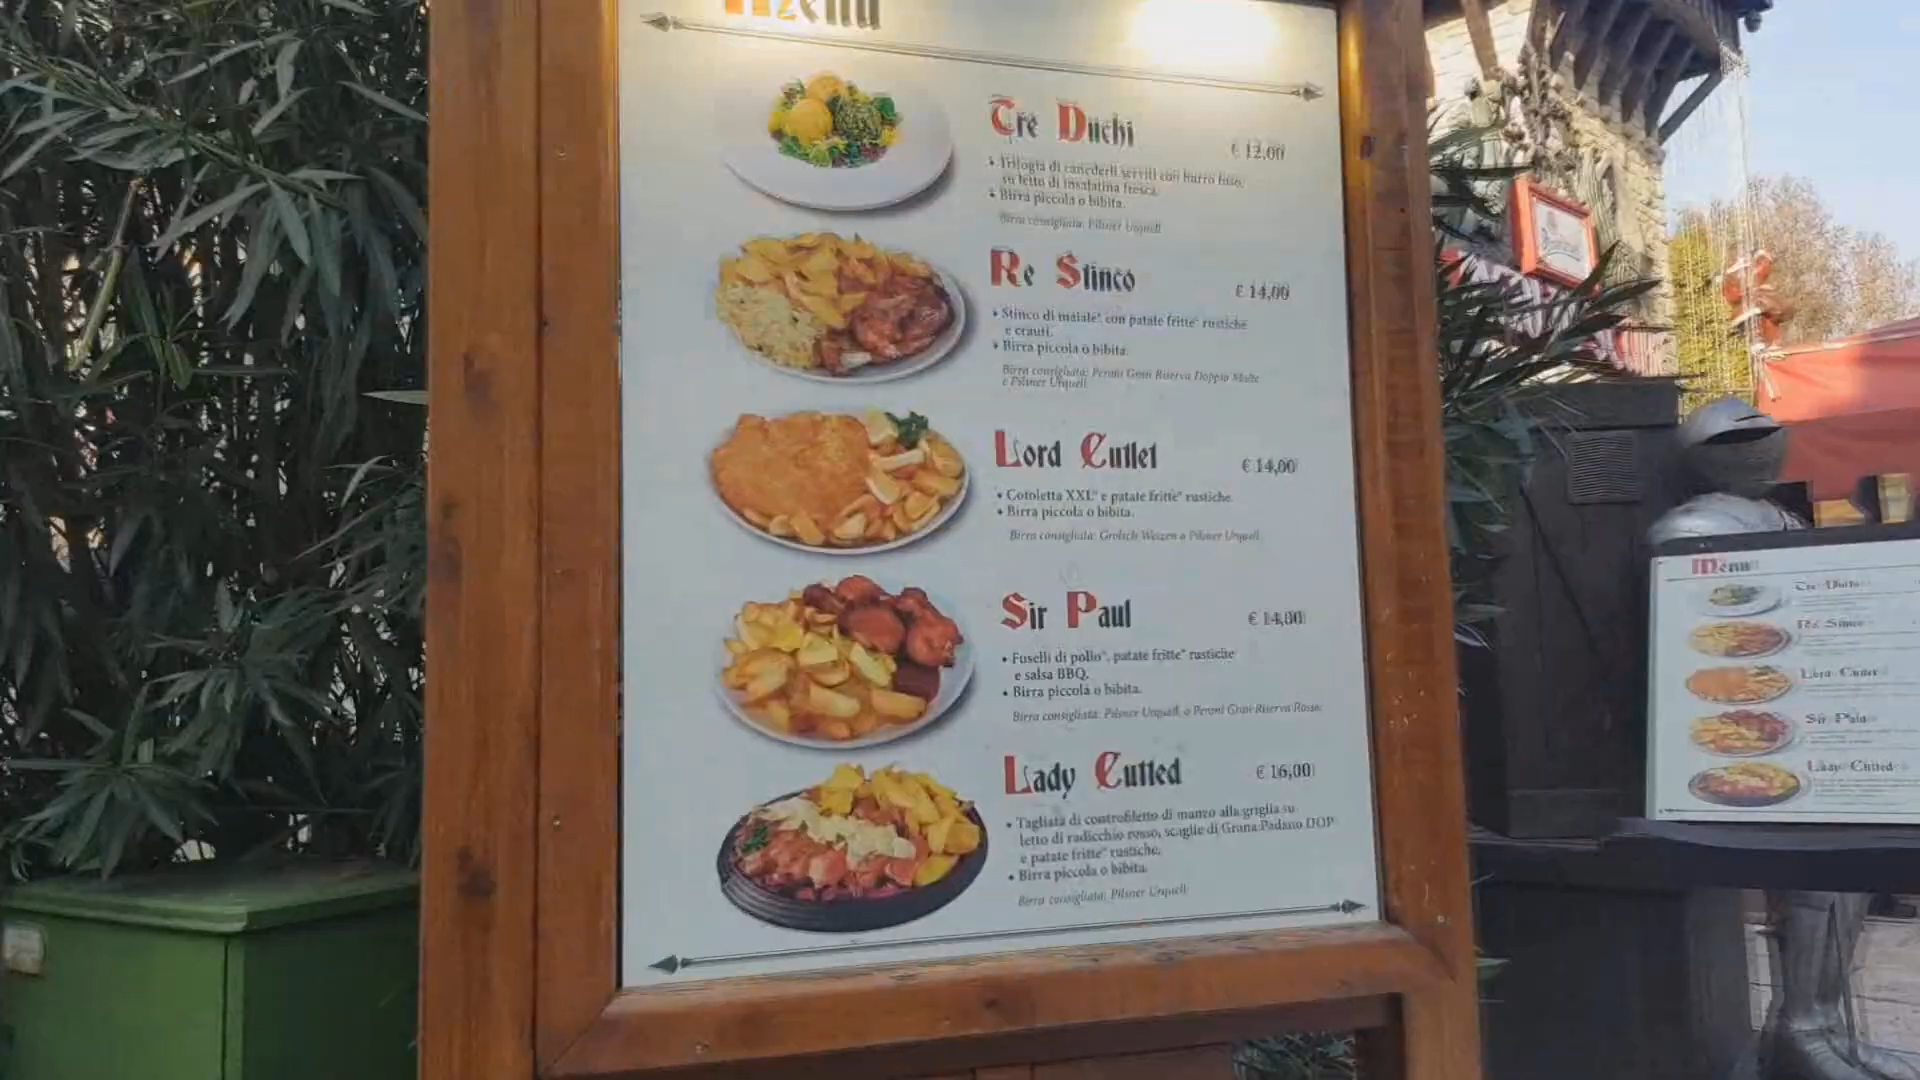 Menu
Tre Duchi
€ 12,00
Trilogia di canederli serviti con burro fuso,
su letto di insalatina fresca.
Birra piccola o bibita.
Birra consigliata: Pilsner Urquell
Re Stinco
€ 14,00
• Stinco di maiale* con patate fritte* rustiche
e crauti.
• Birra piccola o bibita.
Birra consigliata: Peroni Gran Riserva Doppio Malto
o Pilsner Urquell
Lord Cutlet
€ 14,00
• Cotoletta XXL* e patate fritte* rustiche.
• Birra piccola o bibita.
Birra consigliata: Grolsch Weizen o Pilsner Urquell
Sir Paul
€ 14,00
• Fuselli di pollo*, patate fritte* rustiche
e salsa BBQ.
• Birra piccola o bibita.
Birra consigliata: Pilsner Urquell, o Peroni Gran Riserva Rossa
Lady Cutted
€ 16,00
• Tagliata di controfiletto di manzo alla griglia su
letto di radicchio rosso, scaglie di Grana Padano DOP
e patate fritte* rustiche.
• Birra piccola o bibita.
Birra consigliata: Pilsner Urquell
Menu
Tre Duchi
Re Stinco
Lord Cutlet
Sir Paul
Lady Cutted